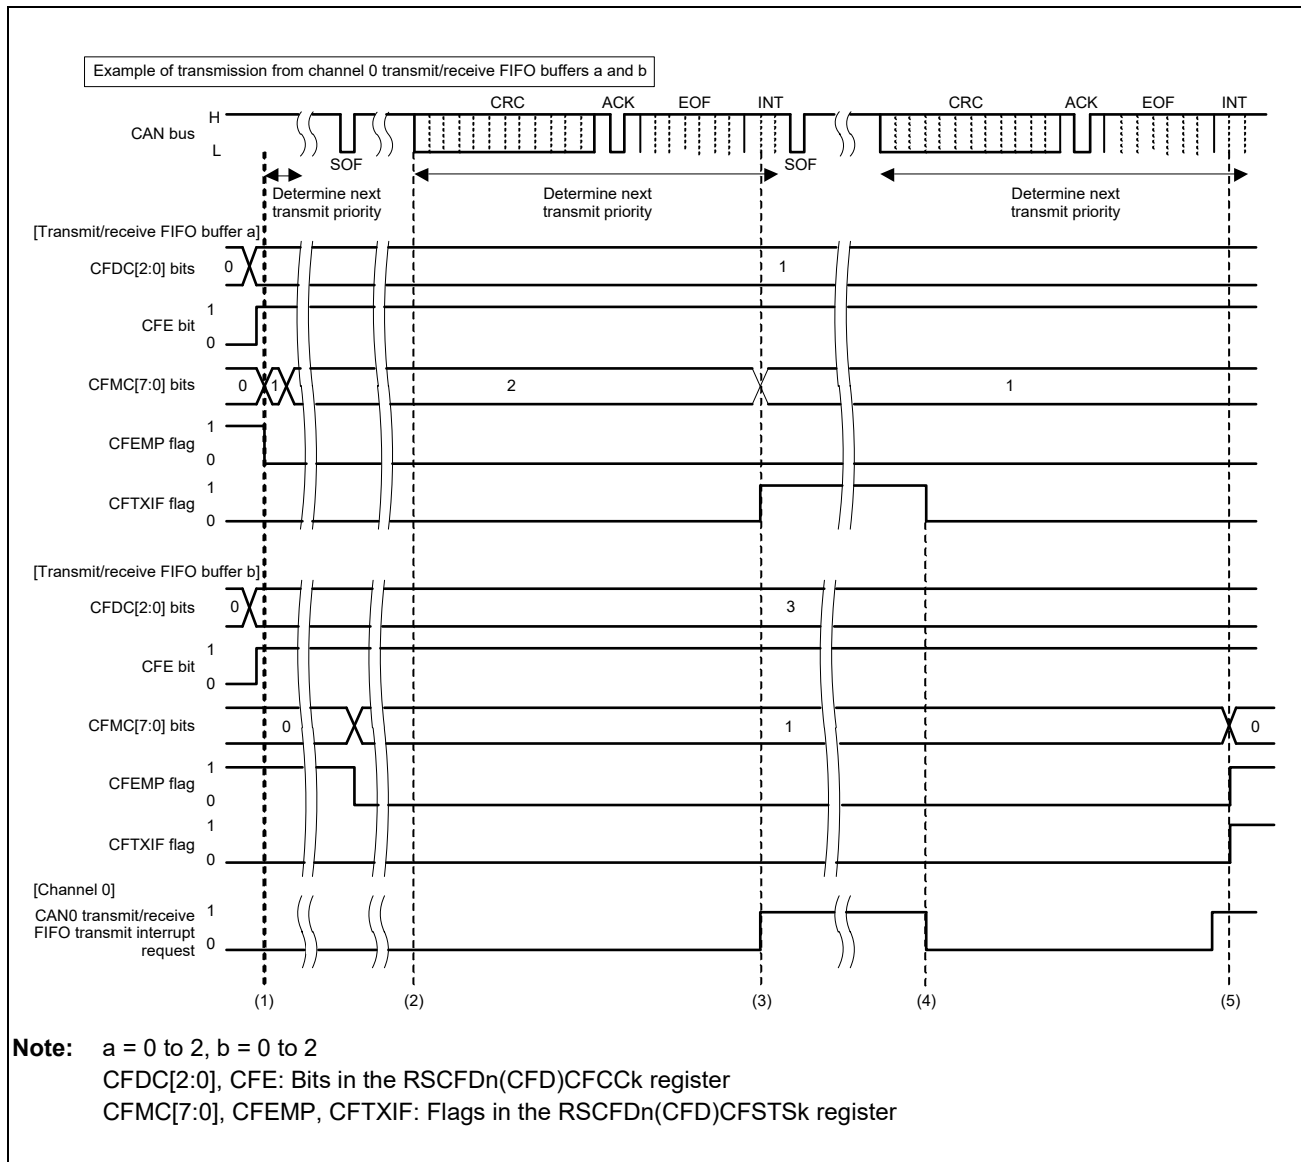 Example of transmission from channel 0 transmit/receive FIFO buffers a and b
CRC ACK EOF INT CRC ACK EOF INT
H
CAN bus
L
SOF SOF
Determine next
transmit priority
Determine next
transmit priority
Determine next
transmit priority
[Transmit/receive FIFO buffer a]
CFDC[2:0] bits 0 1
1
CFE bit
0
CFMC[7:0] bits 0 1 2 1
1
CFEMP flag
0
1
CFTXIF flag
0
[Transmit/receive FIFO buffer b]
CFDC[2:0] bits 0 3
1
CFE bit
0
CFMC[7:0] bits 0 1 0
1
CFEMP flag
0
1
CFTXIF flag
0
[Channel 0]
CAN0 transmit/receive 1
FIFO transmit interrupt
request 0
(1) (2) (3) (4) (5)
Note: a = 0 to 2, b = 0 to 2
CFDC[2:0], CFE: Bits in the RSCFDn(CFD)CFCCk register
CFMC[7:0], CFEMP, CFTXIF: Flags in the RSCFDn(CFD)CFSTSk register